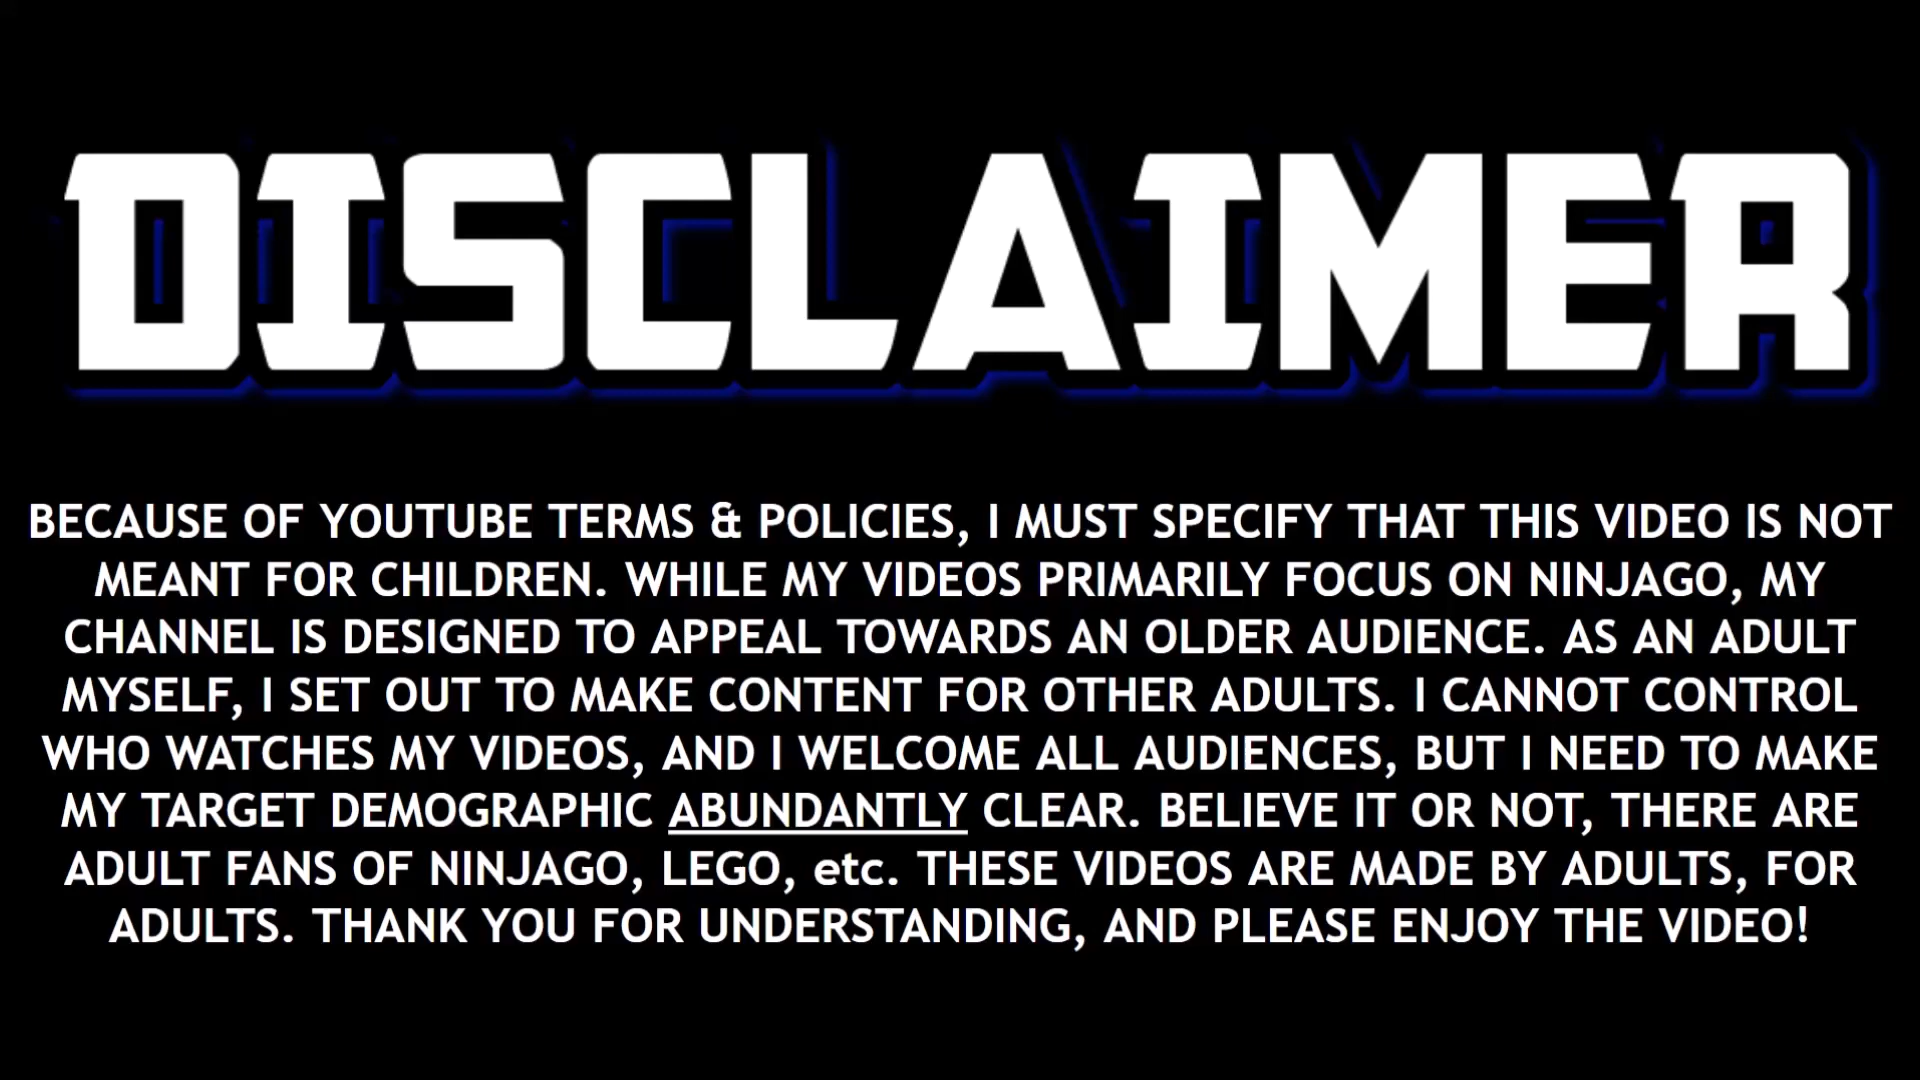 DISCLAIMER
BECAUSE OF YOUTUBE TERMS & POLICIES, I MUST SPECIFY THAT THIS VIDEO IS NOT
MEANT FOR CHILDREN. WHILE MY VIDEOS PRIMARILY FOCUS ON NINJAGO, MY
CHANNEL IS DESIGNED TO APPEAL TOWARDS AN OLDER AUDIENCE. AS AN ADULT
MYSELF, I SET OUT TO MAKE CONTENT FOR OTHER ADULTS. I CANNOT CONTROL
WHO WATCHES MY VIDEOS, AND I WELCOME ALL AUDIENCES, BUT I NEED TO MAKE
MY TARGET DEMOGRAPHIC ABUNDANTLY CLEAR. BELIEVE IT OR NOT, THERE ARE
ADULT FANS OF NINJAGO, LEGO, etc. THESE VIDEOS ARE MADE BY ADULTS, FOR
ADULTS. THANK YOU FOR UNDERSTANDING, AND PLEASE ENJOY THE VIDEO!